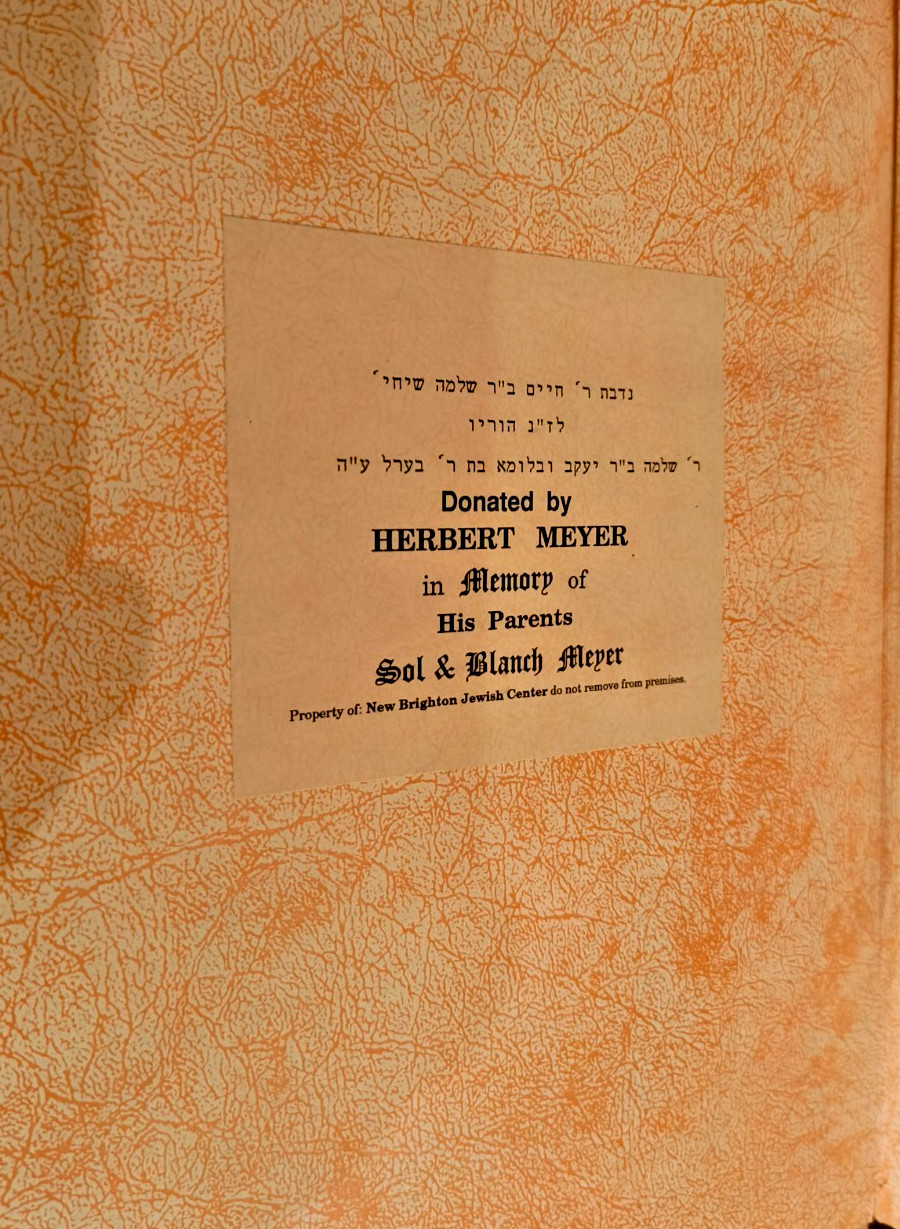 נדבת ר׳ חיים ב"ר שלמה שיחי׳
לז"נ הוריו
ר׳ שלמה ב"ר יעקב ובלומא בת ר׳ בערל ע"ה
Donated by
HERBERT MEYER
in Memory of
His Parents
Sol & Blanch Meyer
Property of: New Brighton Jewish Center do not remove from premises.